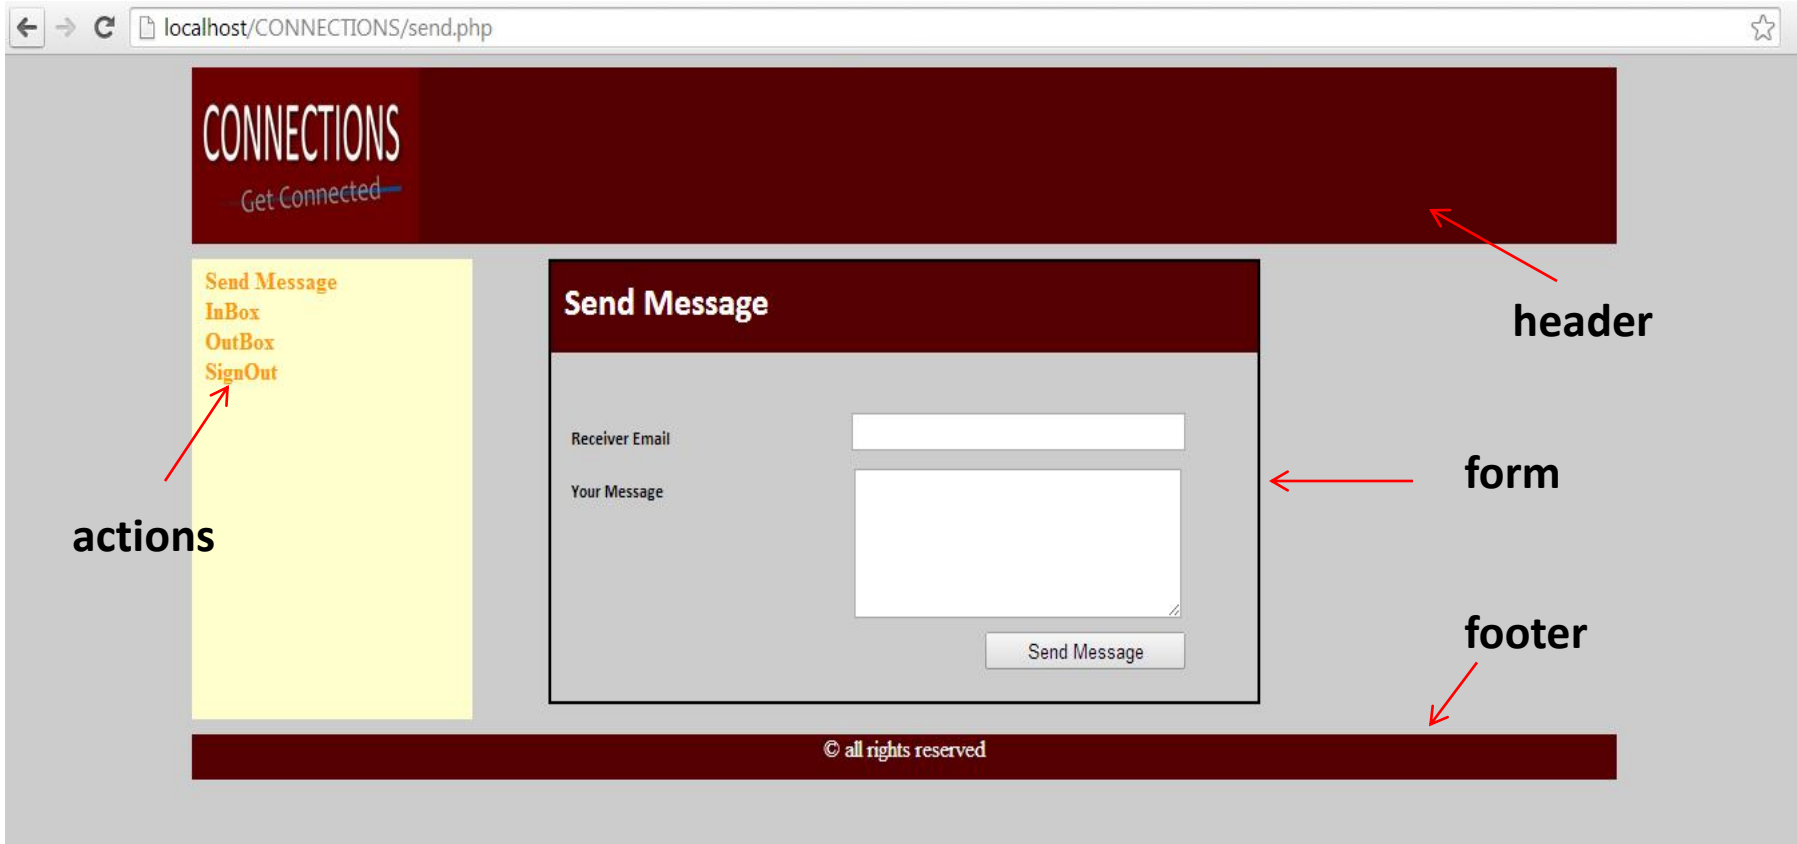 localhost/CONNECTIONS/send.php
CONNECTIONS
Get Connected
header
Send Message
InBox
OutBox
SignOut
actions
Send Message
Receiver Email
Your Message
Send Message
form
footer
© all rights reserved